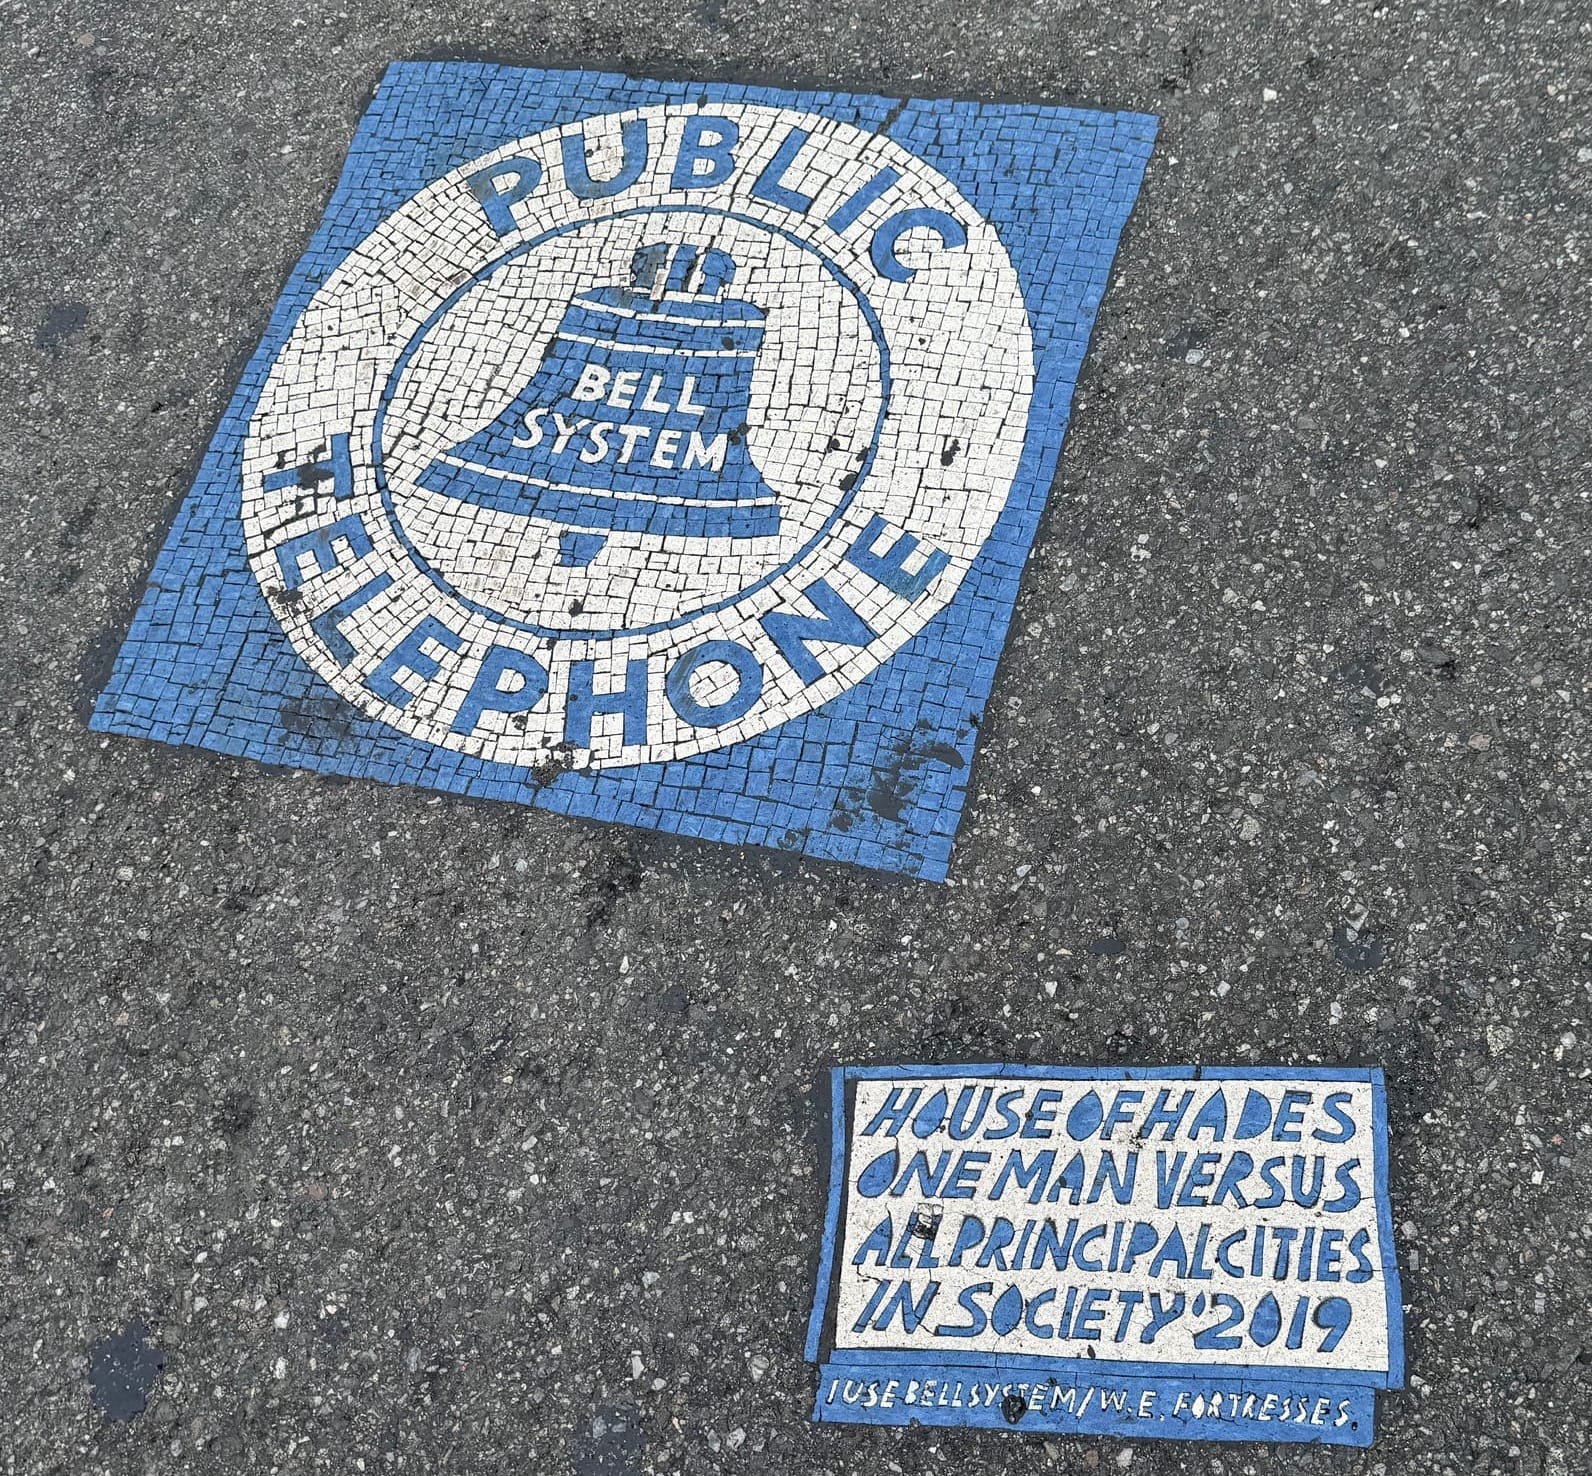 PUBLIC
BELL
SYSTEM
TELEPHONE
HOUSE OF HADES
ONE MAN VERSUS
ALL PRINCIPAL CITIES
IN SOCIETY'2019
I USE BELL SYSTEM/W.E. FORTRESSES.